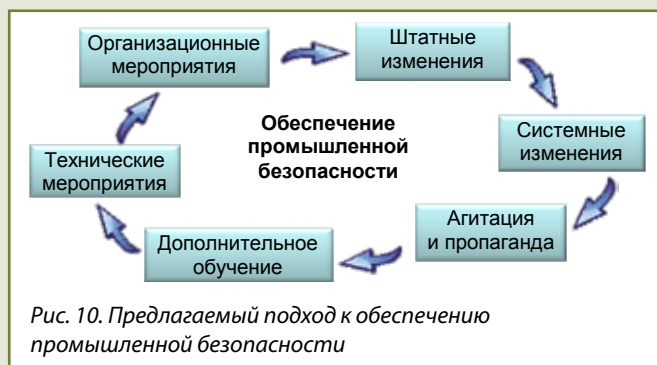 Организационные
мероприятия
Штатные
изменения
Системные
изменения
Агитация
и пропаганда
Дополнительное
обучение
Технические
мероприятия
Обеспечение
промышленной
безопасности
Рис. 10. Предлагаемый подход к обеспечению
промышленной безопасности